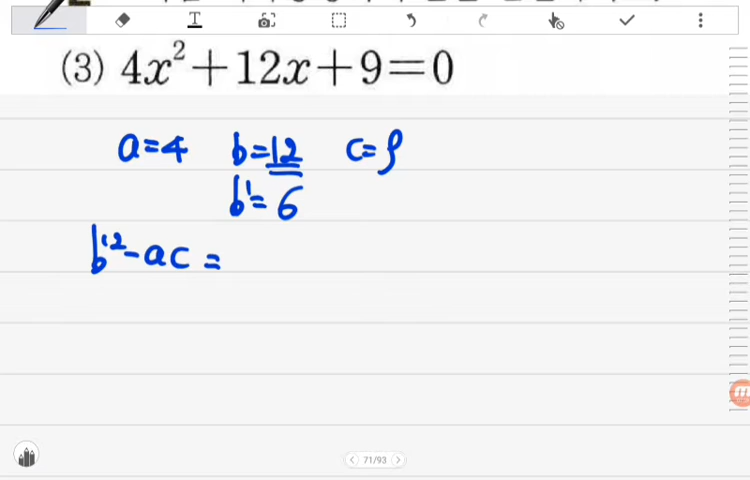 (3) 4x²+12x+9=0
a=4 b=12 c=9
b'=6
b'²-ac=
71/93